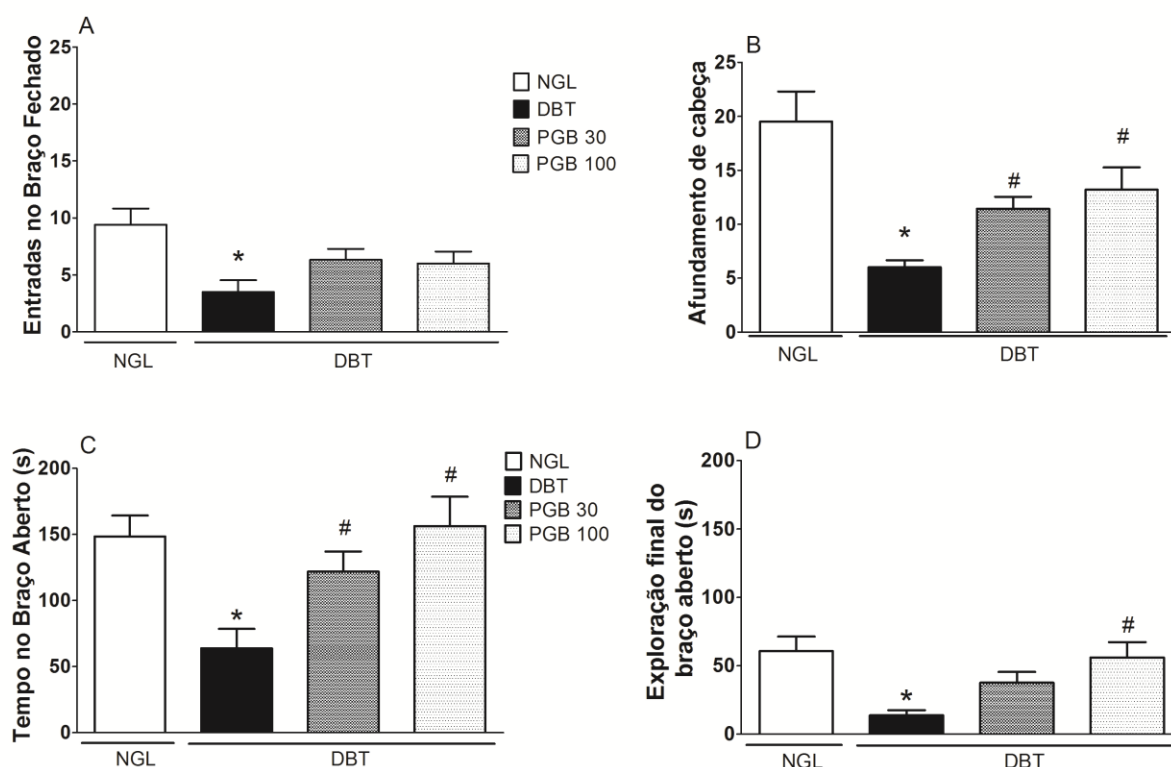 A
Entradas no Braço Fechado
25
20
15
10
5
0
*
NGL
DBT
NGL
DBT
PGB 30
PGB 100
B
Afundamento de cabeça
25
20
15
10
5
0
*
#
#
NGL
DBT
C
Tempo no Braço Aberto (s)
200
150
100
50
0
*
#
#
NGL
DBT
NGL
DBT
PGB 30
PGB 100
D
Exploração final do
braço aberto (s)
200
150
100
50
0
*
#
NGL
DBT